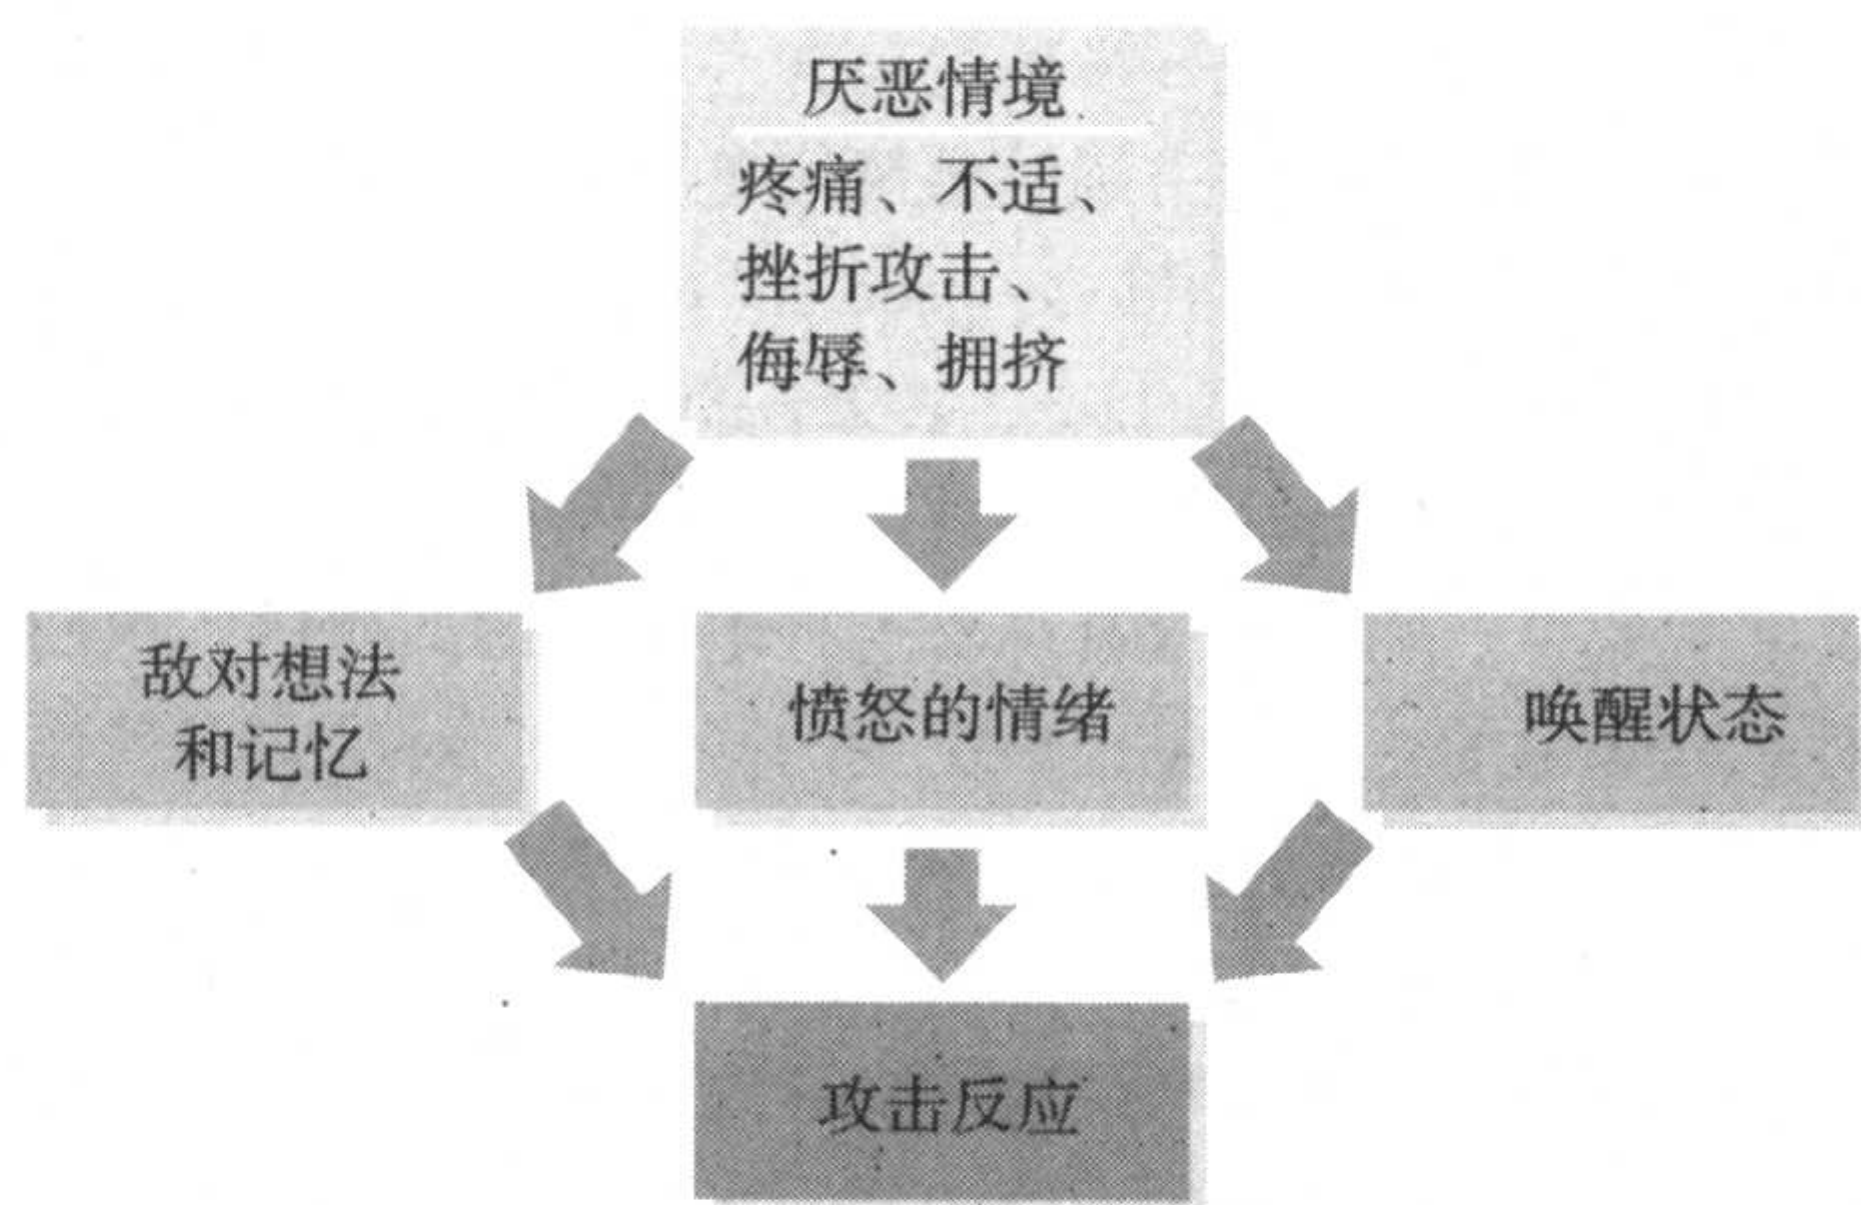 厌恶情境
疼痛、不适、
挫折攻击、
侮辱、拥挤
敌对想法
和记忆
愤怒的情绪
唤醒状态
攻击反应